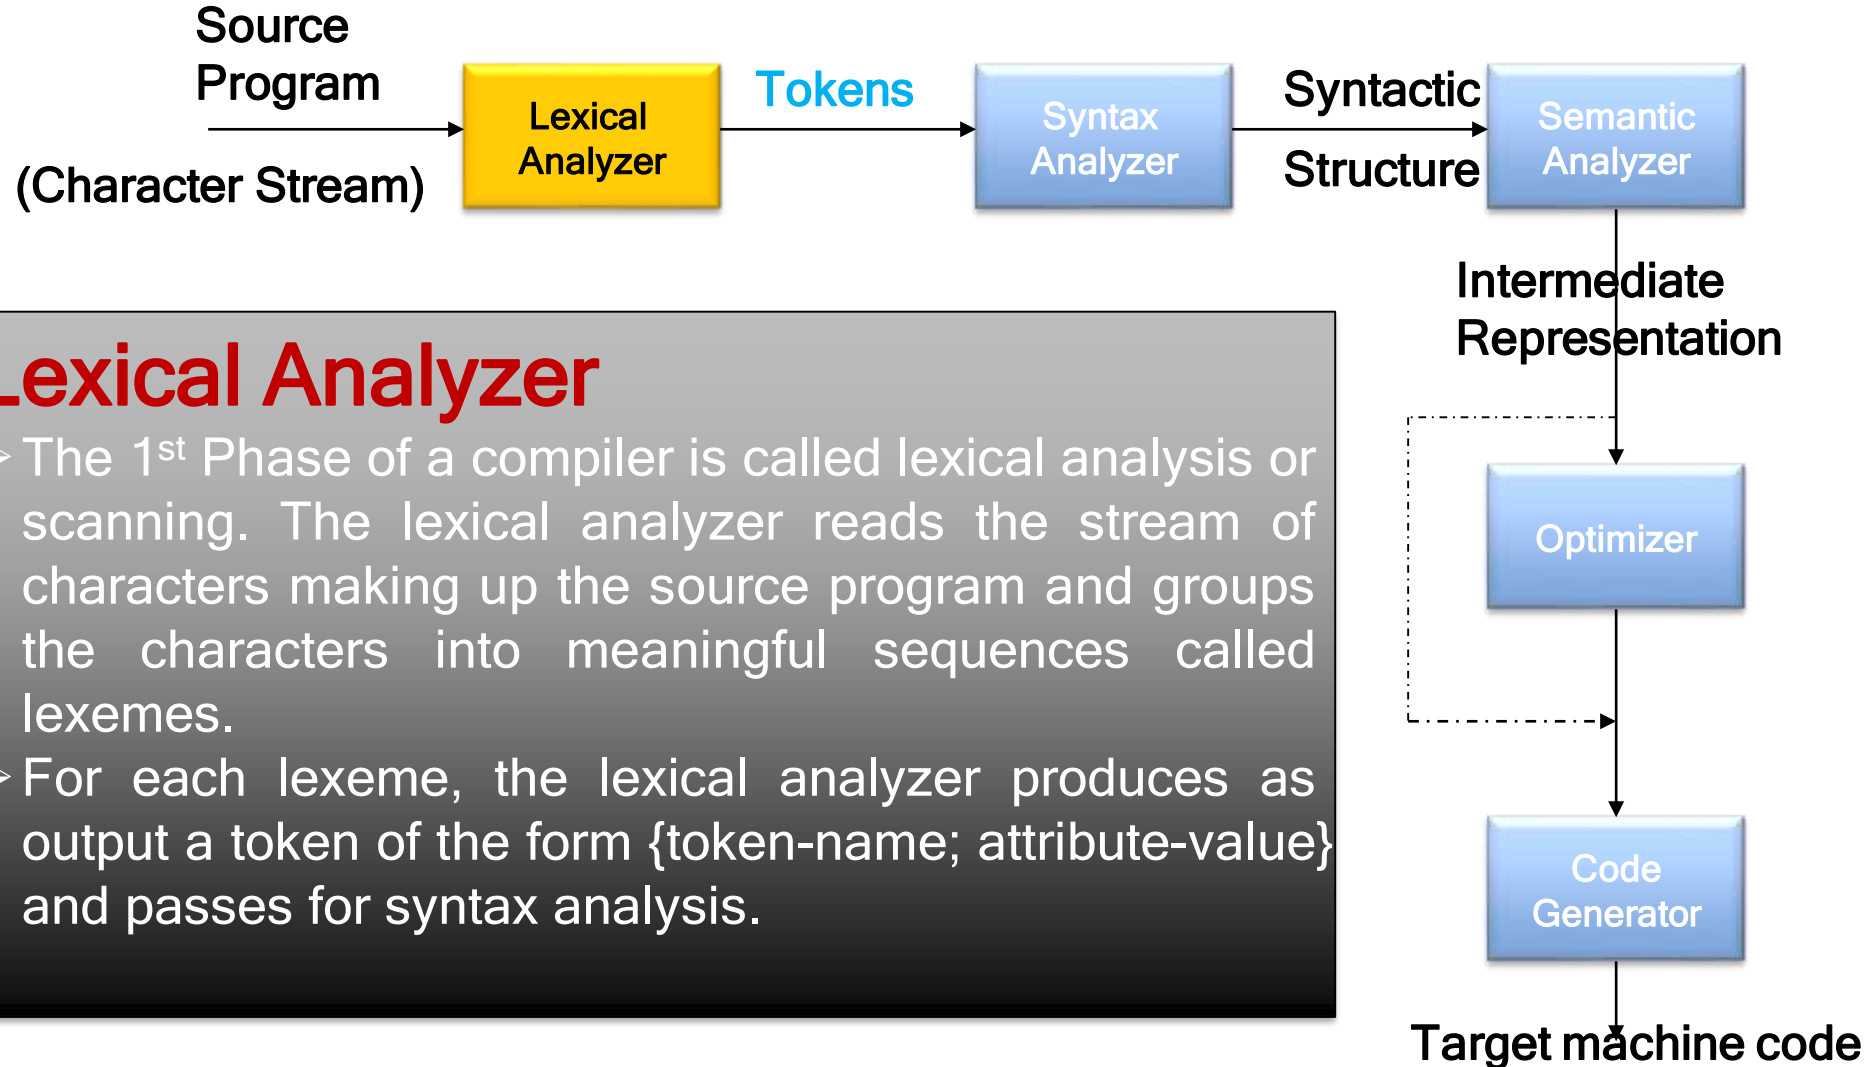 Source
Program
(Character Stream)
Lexical
Analyzer
Tokens
Syntax
Analyzer
Syntactic
Structure
Semantic
Analyzer
Intermediate
Representation
Lexical Analyzer
➢The 1st Phase of a compiler is called lexical analysis or
scanning. The lexical analyzer reads the stream of
characters making up the source program and groups
the characters into meaningful sequences called
lexemes.
➢For each lexeme, the lexical analyzer produces as
output a token of the form {token-name; attribute-value}
and passes for syntax analysis.
Optimizer
Code
Generator
Target machine code